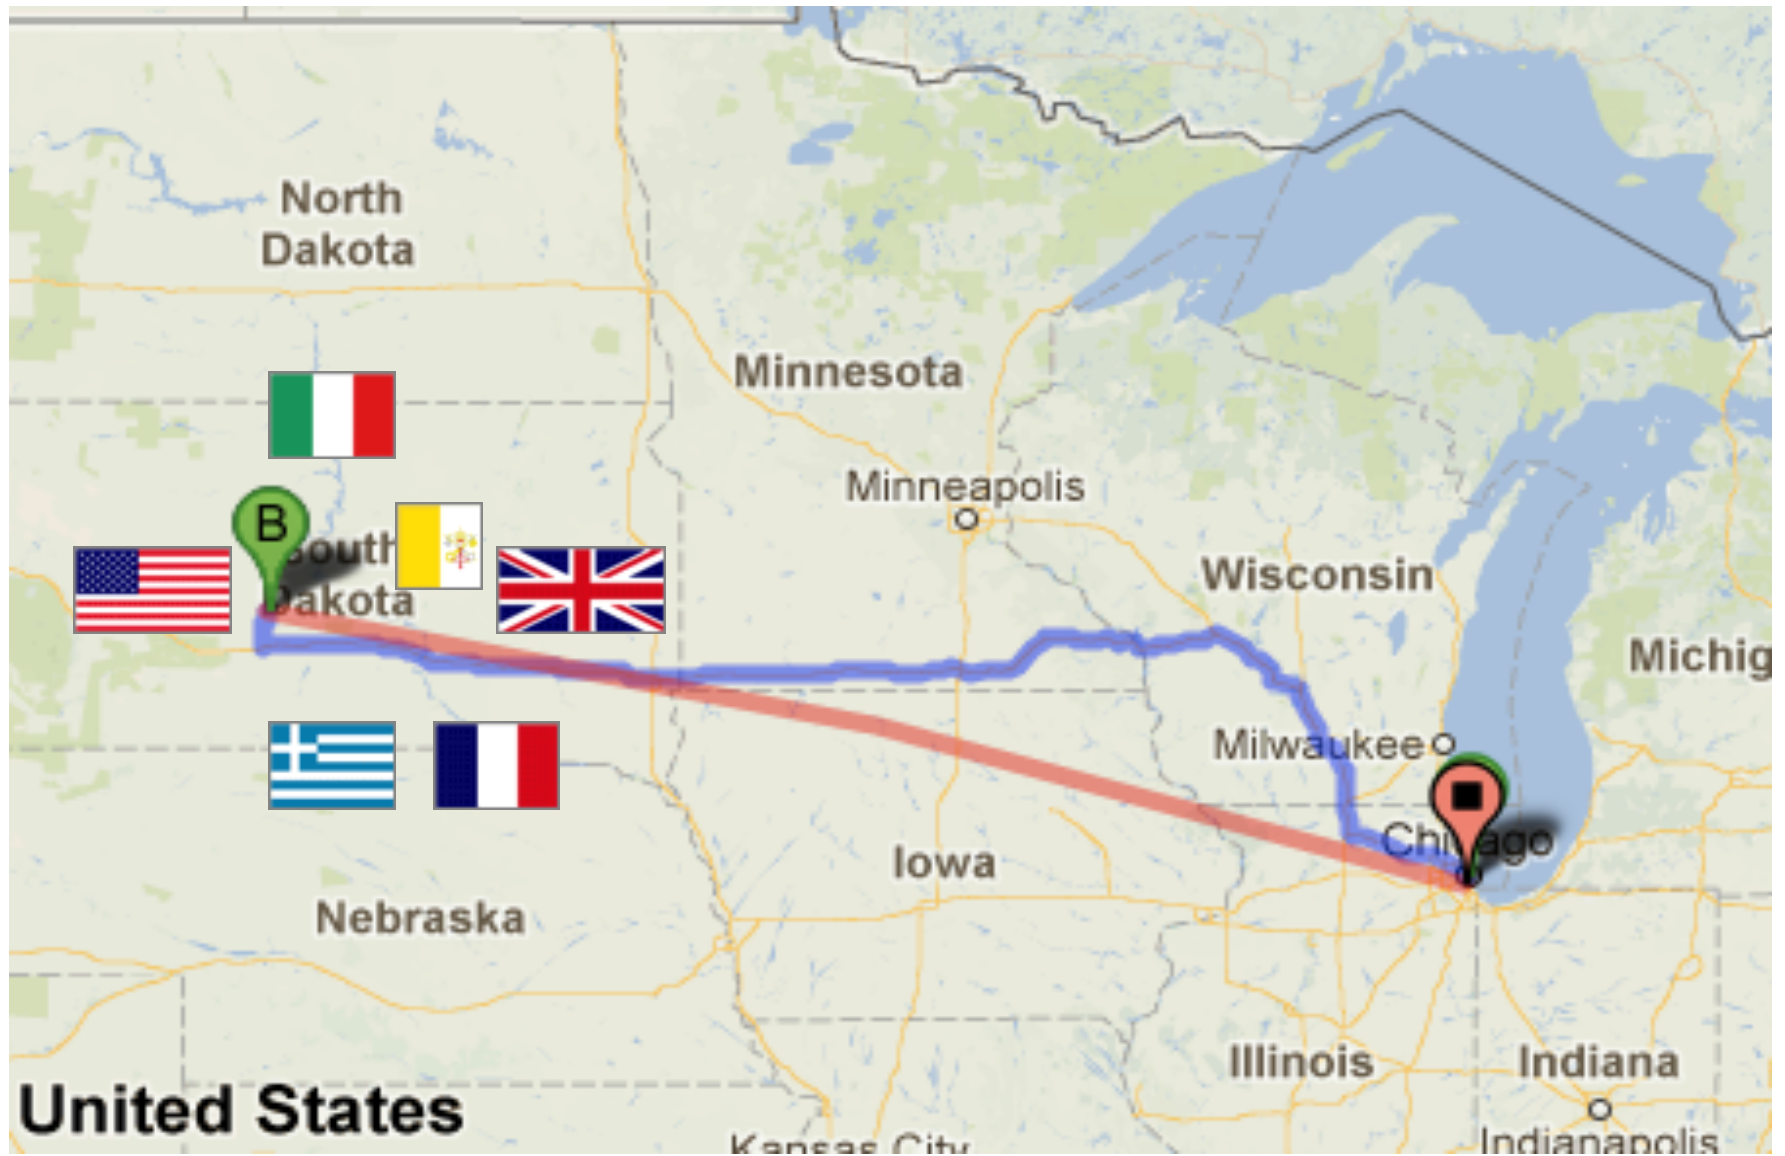 North
Dakota
Minnesota
Minneapolis
B
South
Dakota
Wisconsin
Michig
Milwaukee
Chicago
Iowa
Nebraska
Illinois
Indiana
United States
Kansas City
Indianapolis